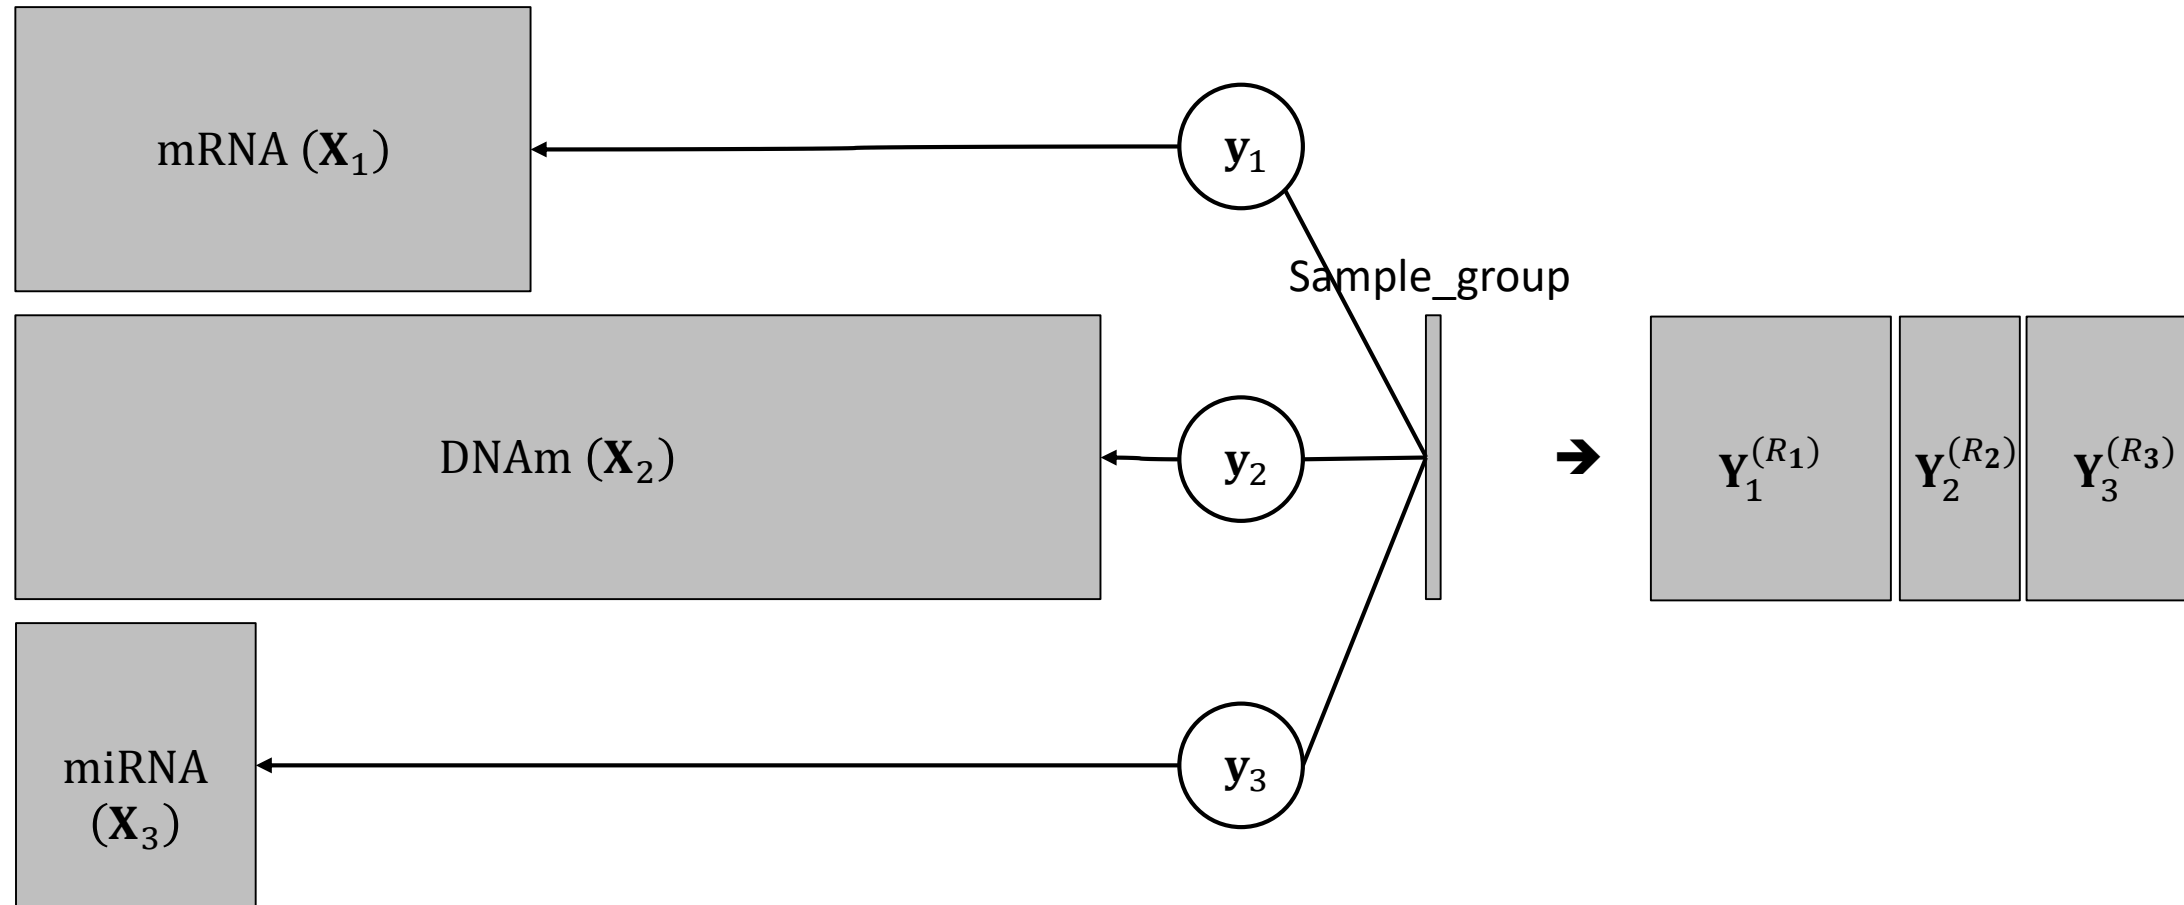 mRNA (𝐗₁)
𝐲₁
Sample_group
DNAm (𝐗₂)
𝐲₂
➔
𝐘₁^(𝑅₁)
𝐘₂^(𝑅₂)
𝐘₃^(𝑅₃)
miRNA
(𝐗₃)
𝐲₃